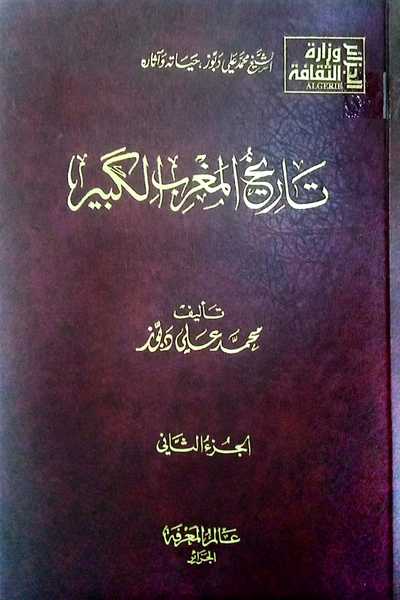 الجزائر
وزارة
الثقافة
ALGERIE
الشيخ محمد علي دبوز، حياته وآثاره
تاريخ المغرب الكبير
تأليف
محمد علي دبوز
الجزء الثاني
عالم المعرفة
الجزائر